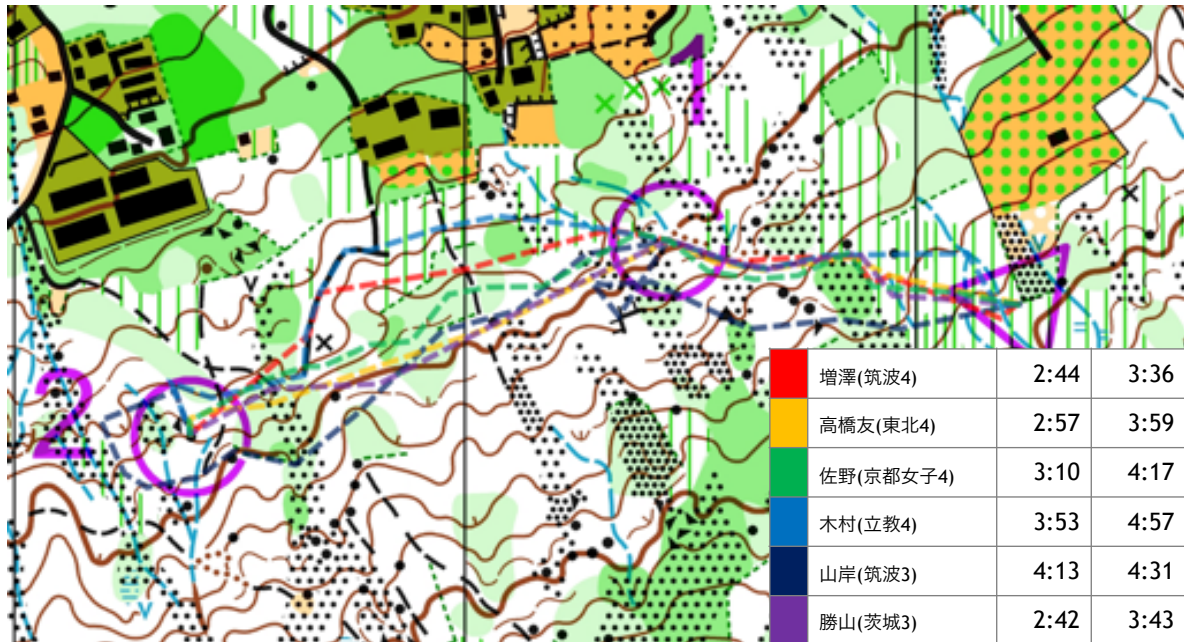 1
2
増澤(筑波4) 2:44 3:36
高橋友(東北4) 2:57 3:59
佐野(京都女子4) 3:10 4:17
木村(立教4) 3:53 4:57
山岸(筑波3) 4:13 4:31
勝山(茨城3) 2:42 3:43